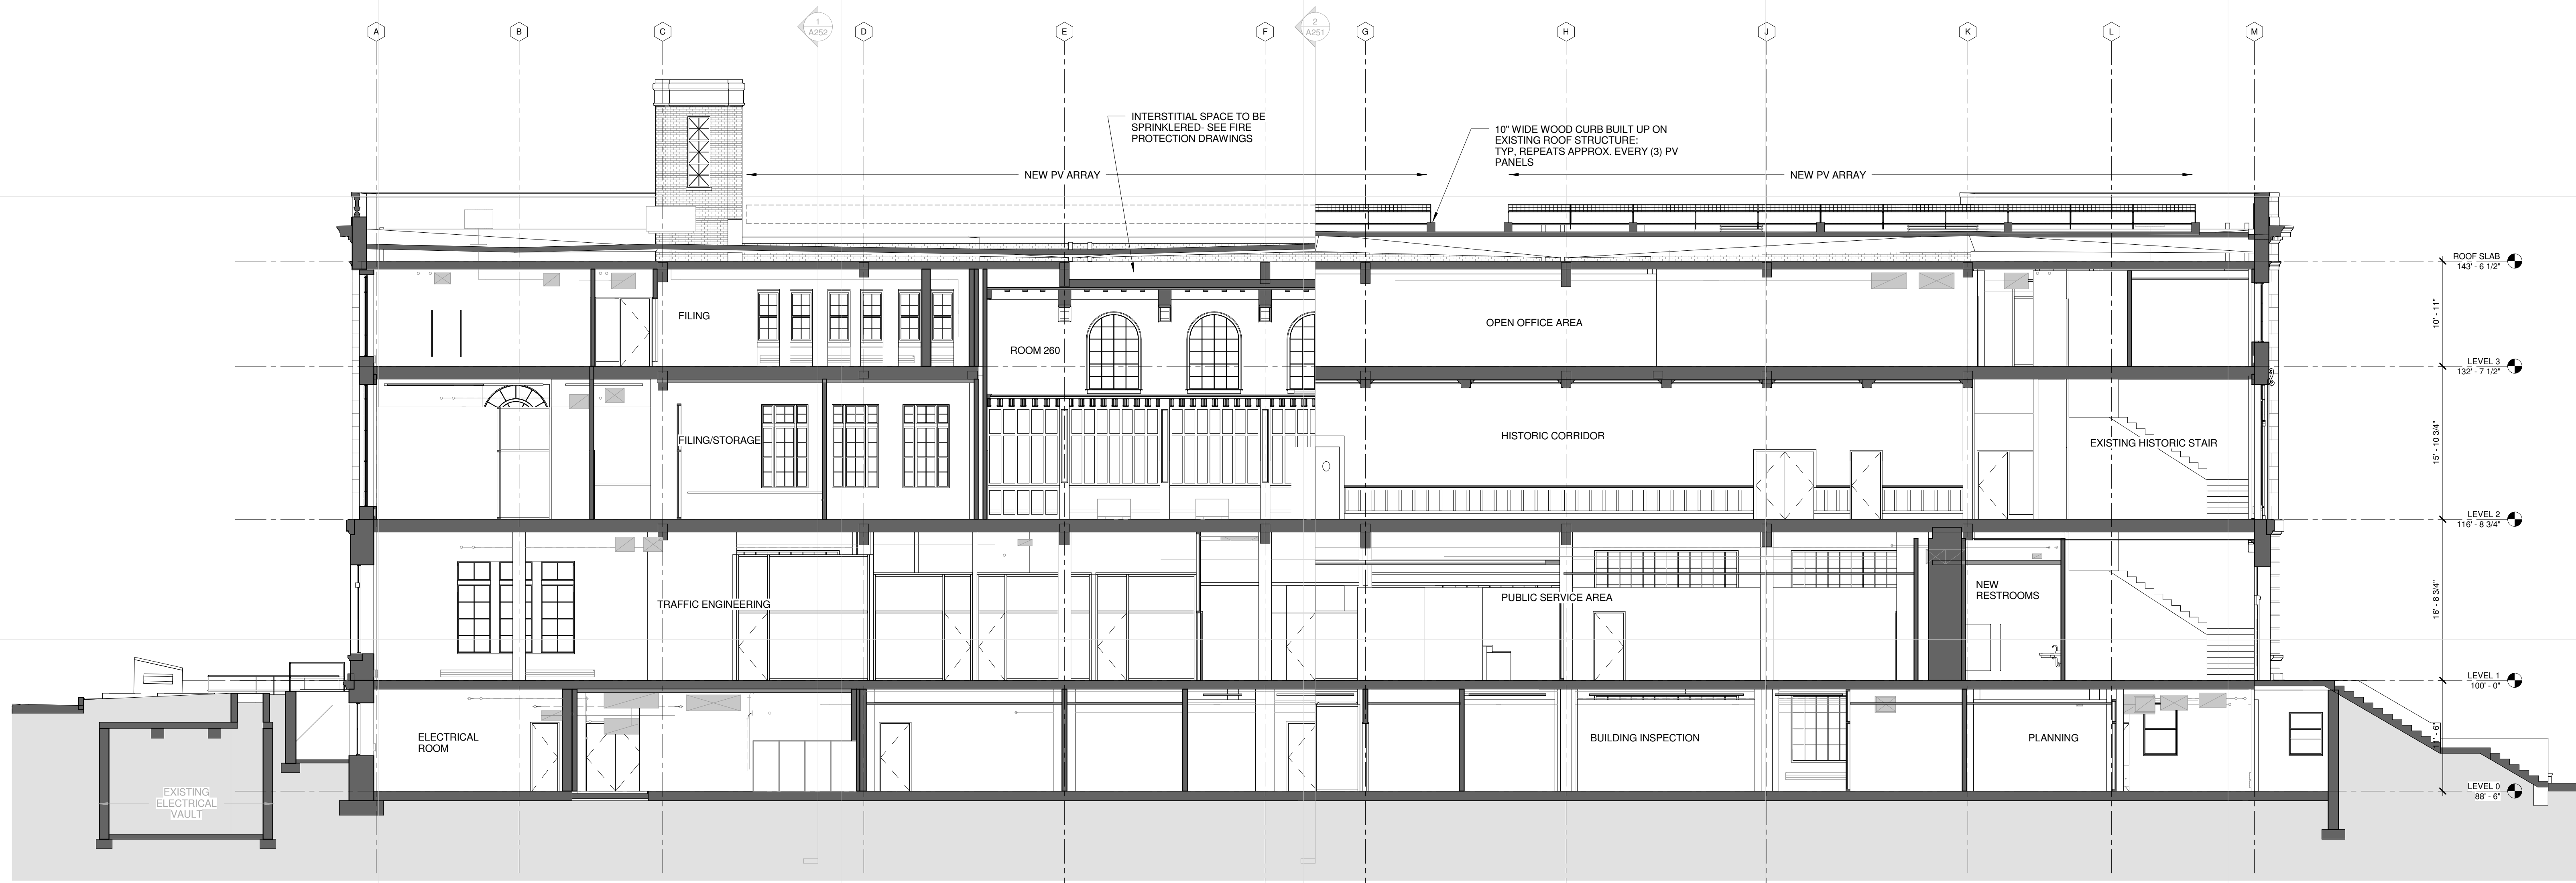 A
B
C
1
A252
D
E
F
2
A251
G
H
J
K
L
M
INTERSTITIAL SPACE TO BE
SPRINKLERED- SEE FIRE
PROTECTION DRAWINGS
10" WIDE WOOD CURB BUILT UP ON
EXISTING ROOF STRUCTURE:
TYP, REPEATS APPROX. EVERY (3) PV
PANELS
NEW PV ARRAY
NEW PV ARRAY
ROOF SLAB
143' - 6 1/2"
10' - 11"
FILING
ROOM 260
OPEN OFFICE AREA
LEVEL 3
132' - 7 1/2"
15' - 10 3/4"
FILING/STORAGE
HISTORIC CORRIDOR
EXISTING HISTORIC STAIR
LEVEL 2
116' - 8 3/4"
16' - 8 3/4"
TRAFFIC ENGINEERING
PUBLIC SERVICE AREA
NEW
RESTROOMS
LEVEL 1
100' - 0"
ELECTRICAL
ROOM
BUILDING INSPECTION
PLANNING
EXISTING
ELECTRICAL
VAULT
LEVEL 0
88' - 6"